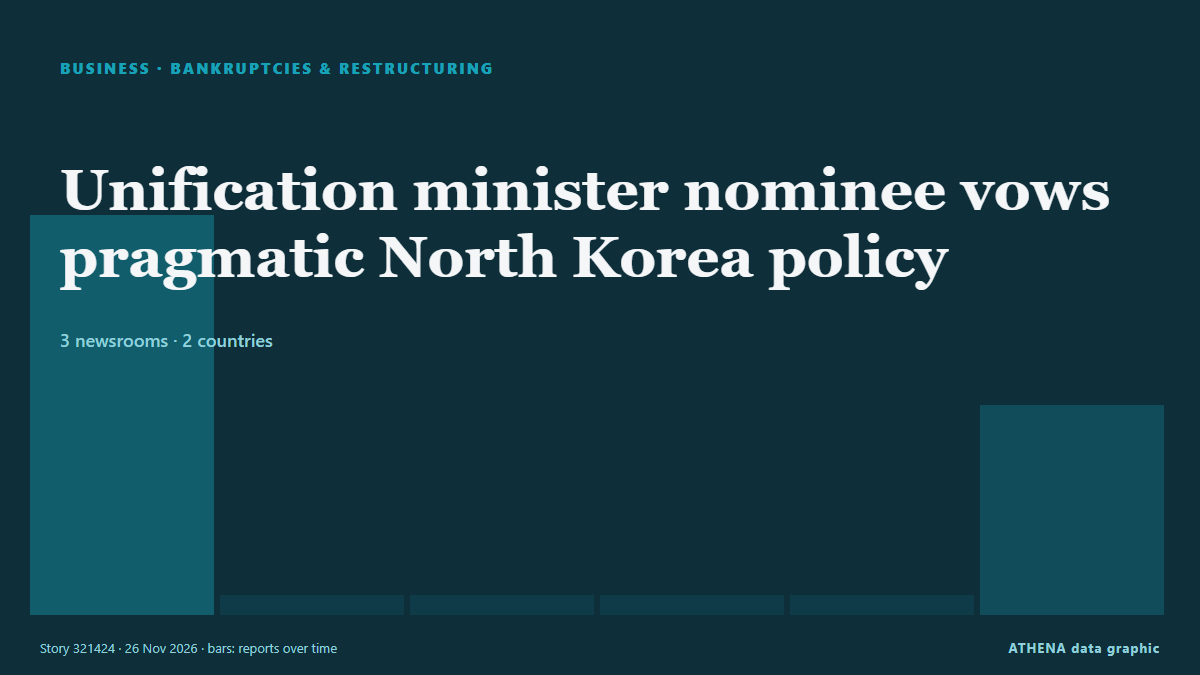 BUSINESS · BANKRUPTCIES & RESTRUCTURING
Unification minister nominee vows
pragmatic North Korea policy
3 newsrooms · 2 countries
Story 321424 · 26 Nov 2026 · bars: reports over time
ATHENA data graphic